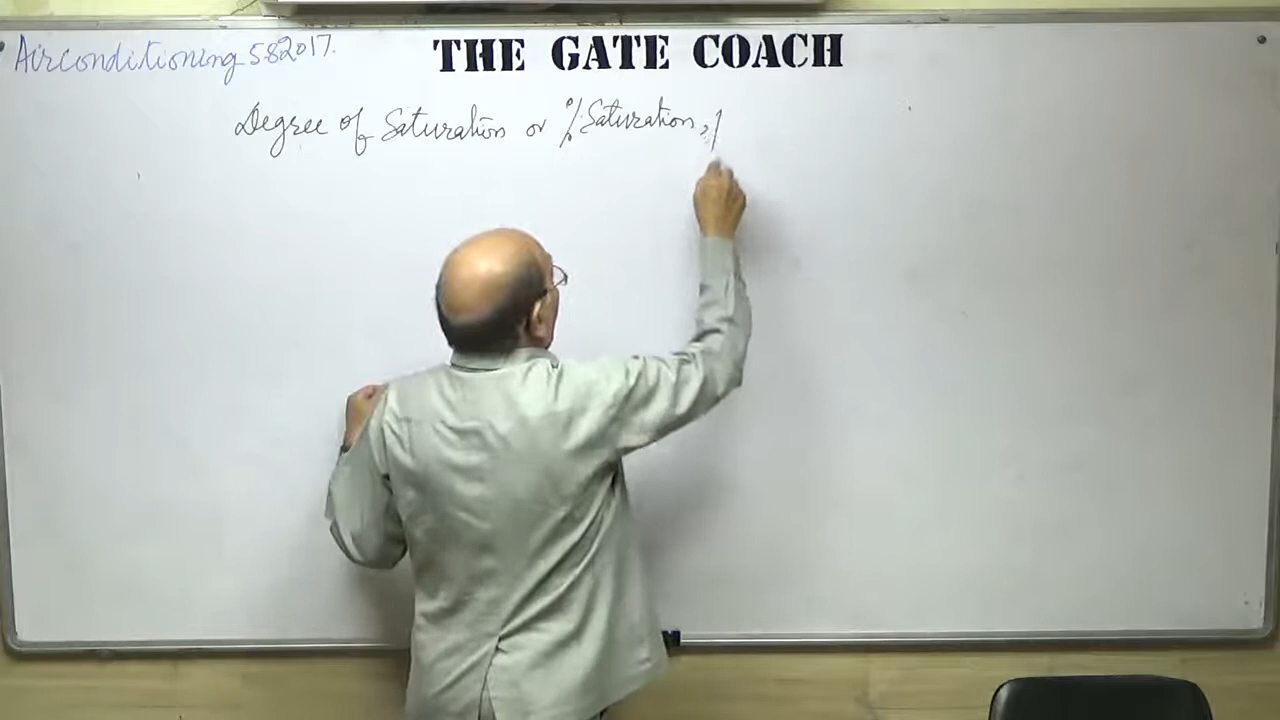 Airconditioning 582017.
THE GATE COACH
Degree of Saturation or % Saturation,